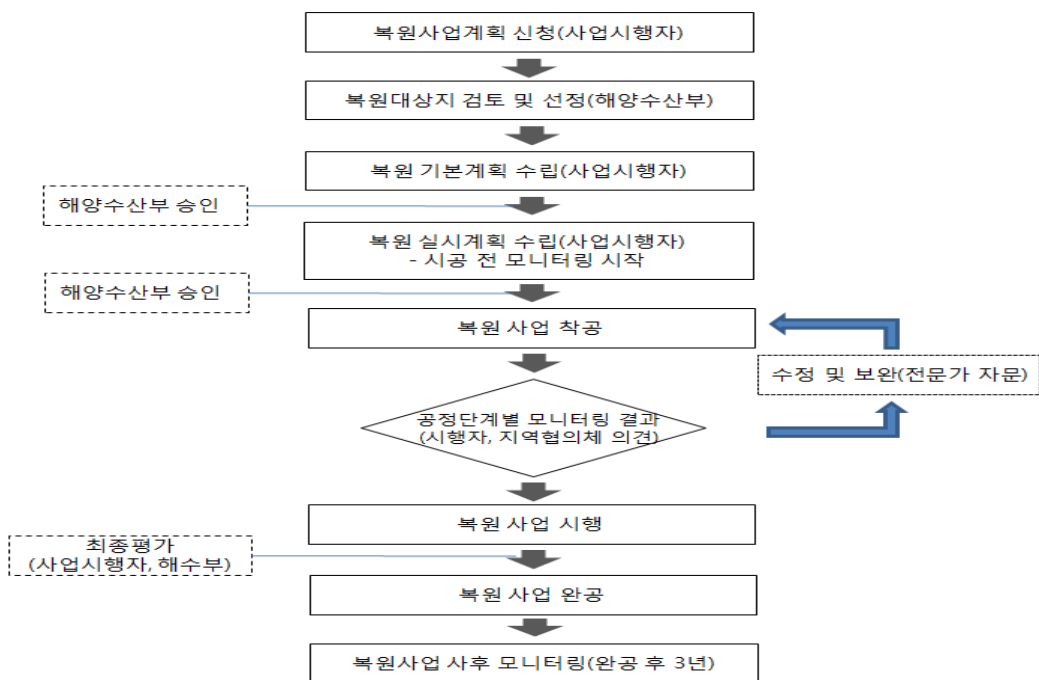 복원사업계획 신청(사업시행자)
복원대상지 검토 및 선정(해양수산부)
복원 기본계획 수립(사업시행자)
해양수산부 승인
복원 실시계획 수립(사업시행자)
- 시공 전 모니터링 시작
해양수산부 승인
복원 사업 착공
수정 및 보완(전문가 자문)
공정단계별 모니터링 결과
(시행자, 지역협의체 의견)
복원 사업 시행
최종평가
(사업시행자, 해수부)
복원 사업 완공
복원사업 사후 모니터링(완공 후 3년)